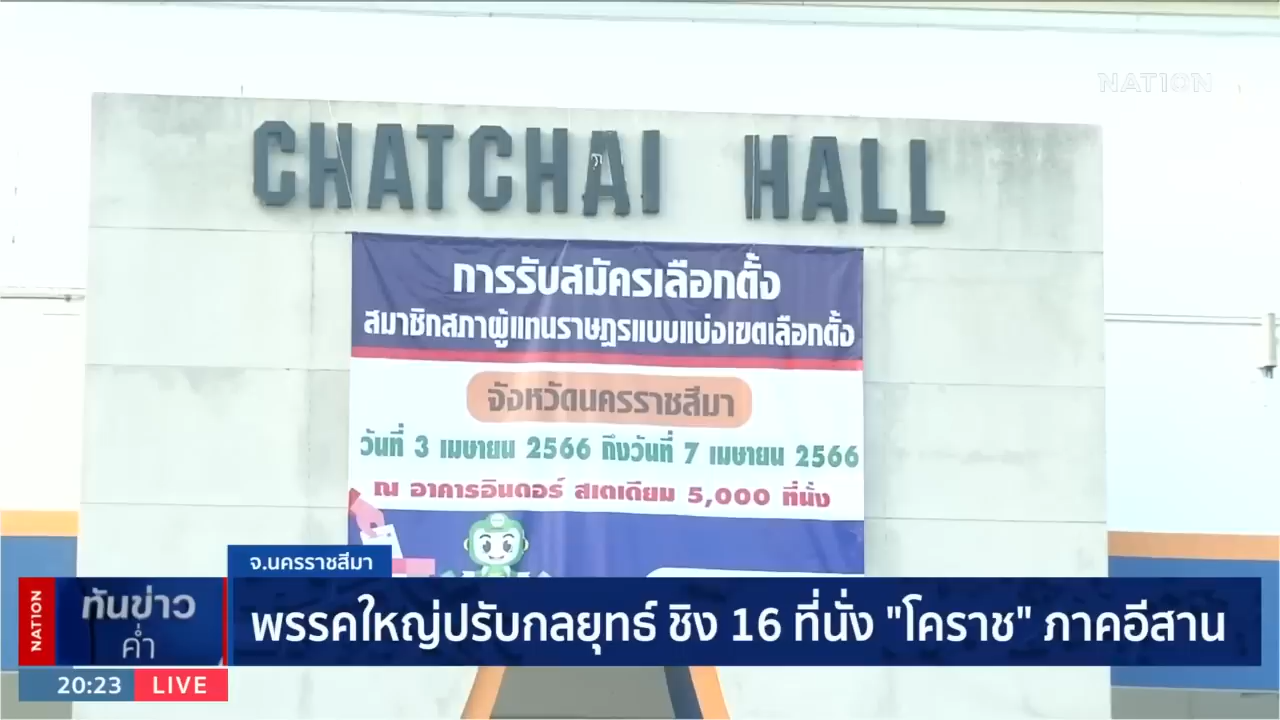 NATION
CHATCHAI HALL
การรับสมัครเลือกตั้ง
สมาชิกสภาผู้แทนราษฎรแบบแบ่งเขตเลือกตั้ง
จังหวัดนครราชสีมา
วันที่ 3 เมษายน 2566 ถึงวันที่ 7 เมษายน 2566
ณ อาคารอินดอร์ สเตเดียม 5,000 ที่นั่ง
จ.นครราชสีมา
NATION
ทันข่าว
ค่ำ
พรรคใหญ่ปรับกลยุทธ์ ชิง 16 ที่นั่ง "โคราช" ภาคอีสาน
20:23 LIVE